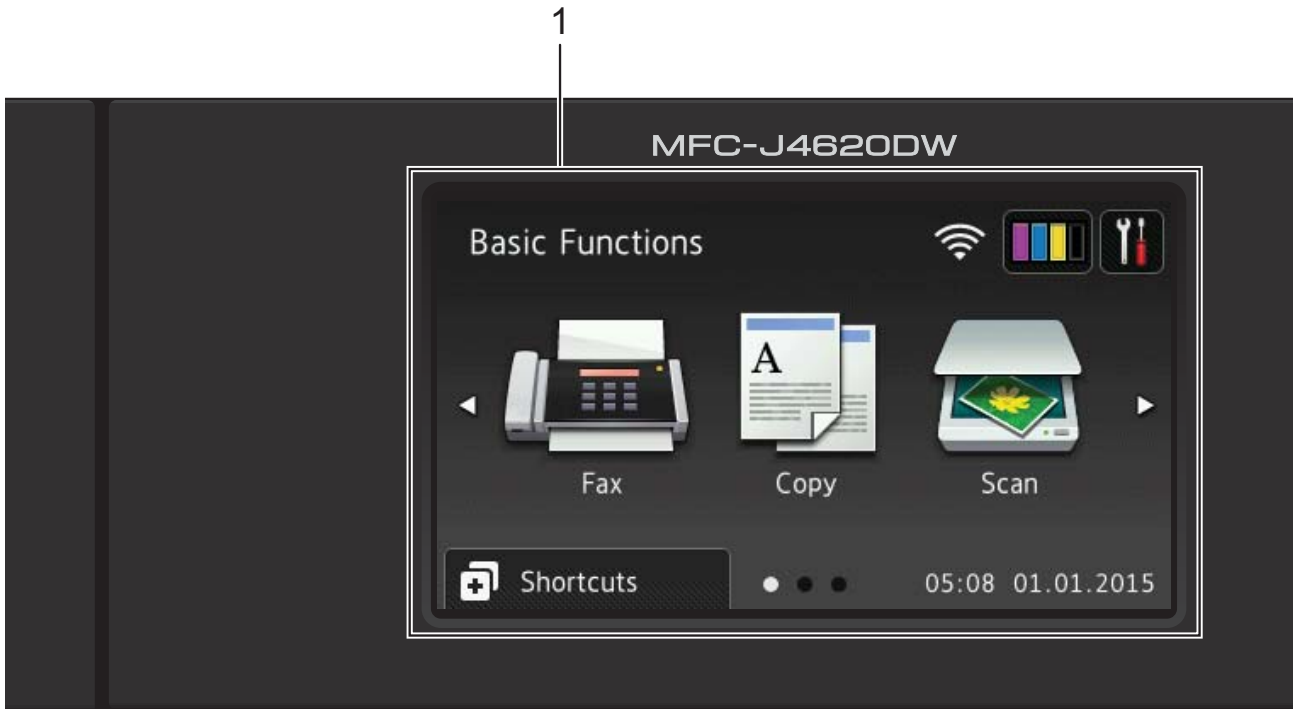 1
MFC-J4620DW
Basic Functions
A
Fax Copy Scan
Shortcuts 05:08 01.01.2015